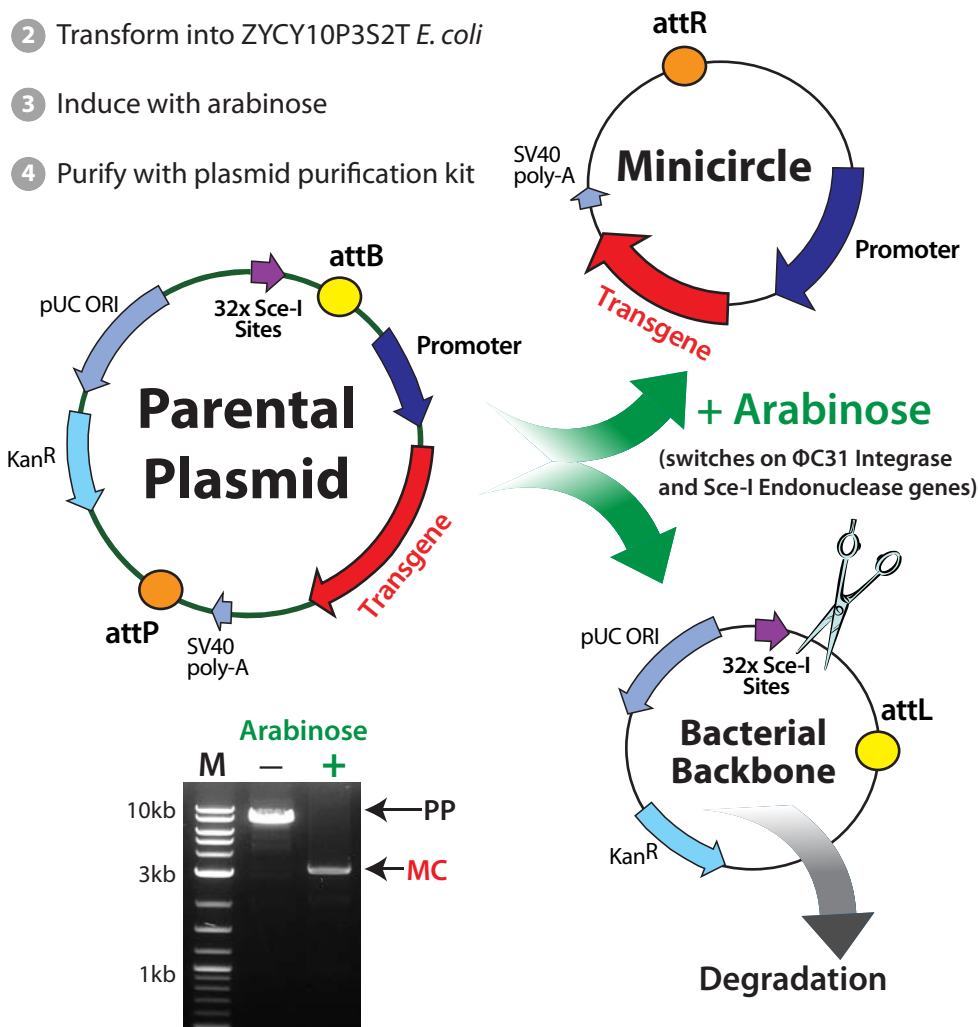 2 Transform into ZYCY10P3S2T E. coli
3 Induce with arabinose
4 Purify with plasmid purification kit
attR
SV40
poly-A
Minicircle
Promoter
Transgene
attB
pUC ORI
32x Sce-I
Sites
Promoter
Parental
Plasmid
KanR
Transgene
attP
SV40
poly-A
+ Arabinose
(switches on ΦC31 Integrase
and Sce-I Endonuclease genes)
pUC ORI
32x Sce-I
Sites
attL
Bacterial
Backbone
KanR
Degradation
Arabinose
M − +
10kb
PP
3kb
MC
1kb